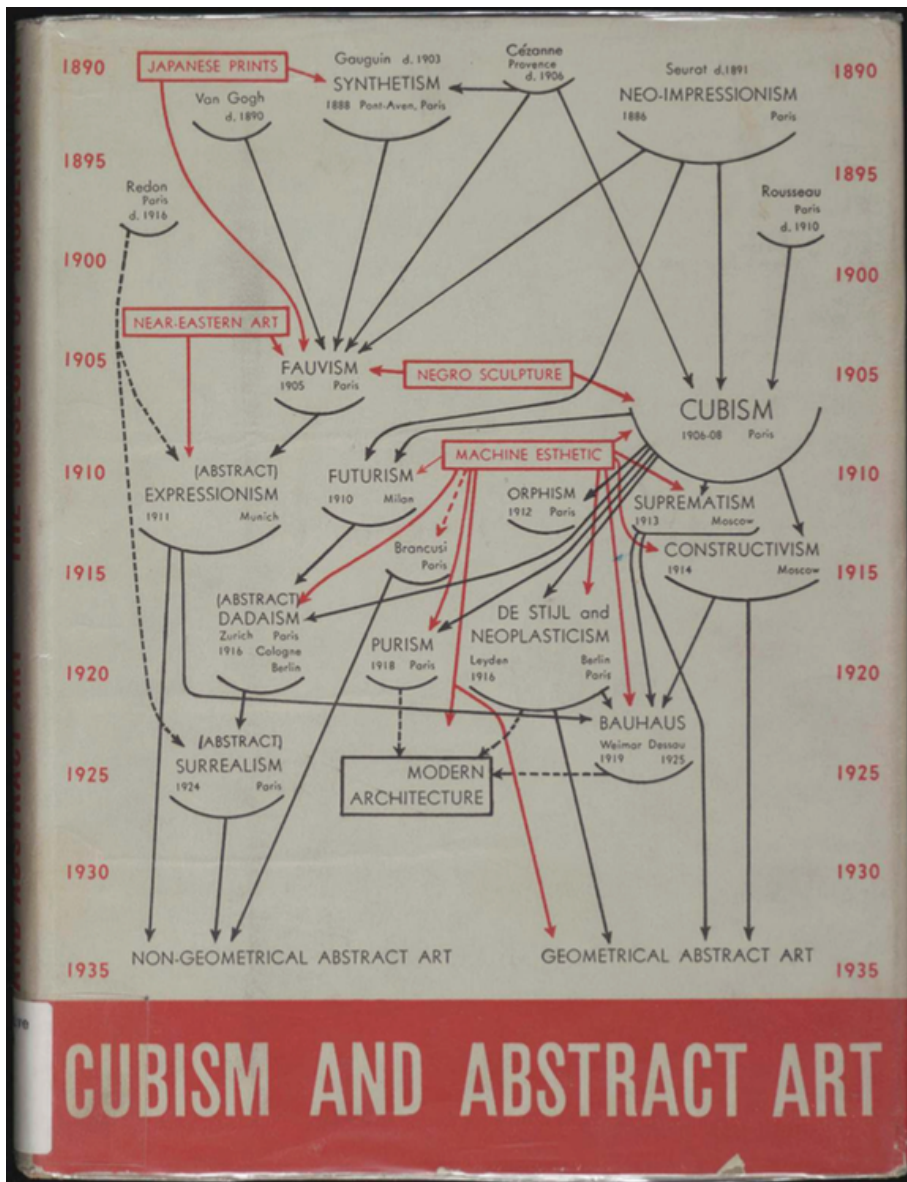 1890
JAPANESE PRINTS
Gauguin d. 1903
SYNTHETISM
1888 Pont-Aven, Paris
Cézanne
Provence
d. 1906
Seurat d.1891
NEO-IMPRESSIONISM
1886 Paris
1890
Van Gogh
d. 1890
1895
1895
Redon
Paris
d. 1916
Rousseau
Paris
d. 1910
1900
1900
NEAR-EASTERN ART
1905
FAUVISM
1905 Paris
NEGRO SCULPTURE
1905
CUBISM
1906-08 Paris
1910
(ABSTRACT)
EXPRESSIONISM
1911 Munich
FUTURISM
1910 Milan
MACHINE ESTHETIC
ORPHISM
1912 Paris
SUPREMATISM
1913 Moscow
1910
Brancusi
Paris
CONSTRUCTIVISM
1914 Moscow
1915
1915
(ABSTRACT)
DADAISM
Zurich Paris
1916 Cologne
Berlin
PURISM
1918 Paris
DE STIJL and
NEOPLASTICISM
Leyden Berlin
1916 Paris
1920
1920
(ABSTRACT)
SURREALISM
1924 Paris
BAUHAUS
Weimar Dessau
1919 1925
MODERN
ARCHITECTURE
1925
1925
1930
1930
NON-GEOMETRICAL ABSTRACT ART
GEOMETRICAL ABSTRACT ART
1935
1935
CUBISM AND ABSTRACT ART